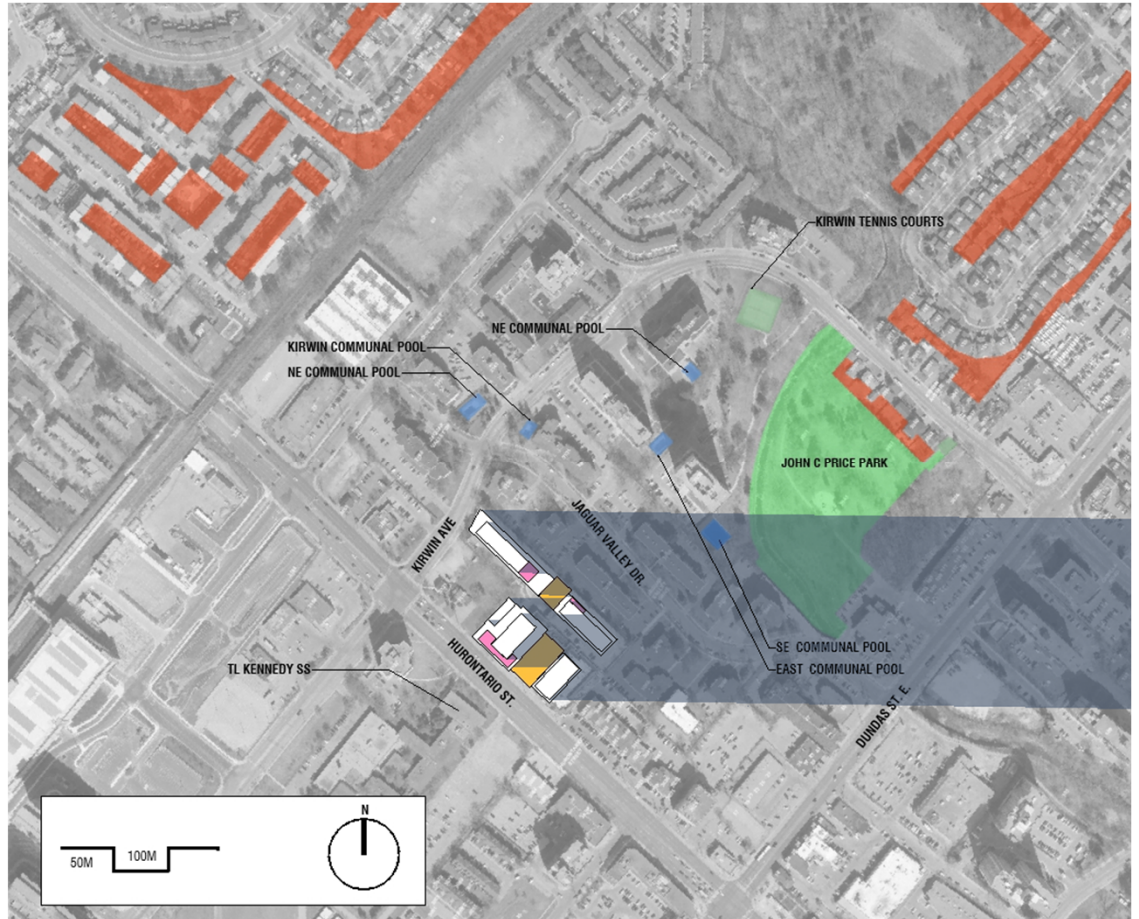 KIRWIN TENNIS COURTS
NE COMMUNAL POOL
KIRWIN COMMUNAL POOL
NE COMMUNAL POOL
JOHN C PRICE PARK
KIRWIN AVE
JAGUAR VALLEY DR.
SE COMMUNAL POOL
TL KENNEDY SS
EAST COMMUNAL POOL
HURONTARIO ST.
DUNDAS ST. E.
N
50M
100M